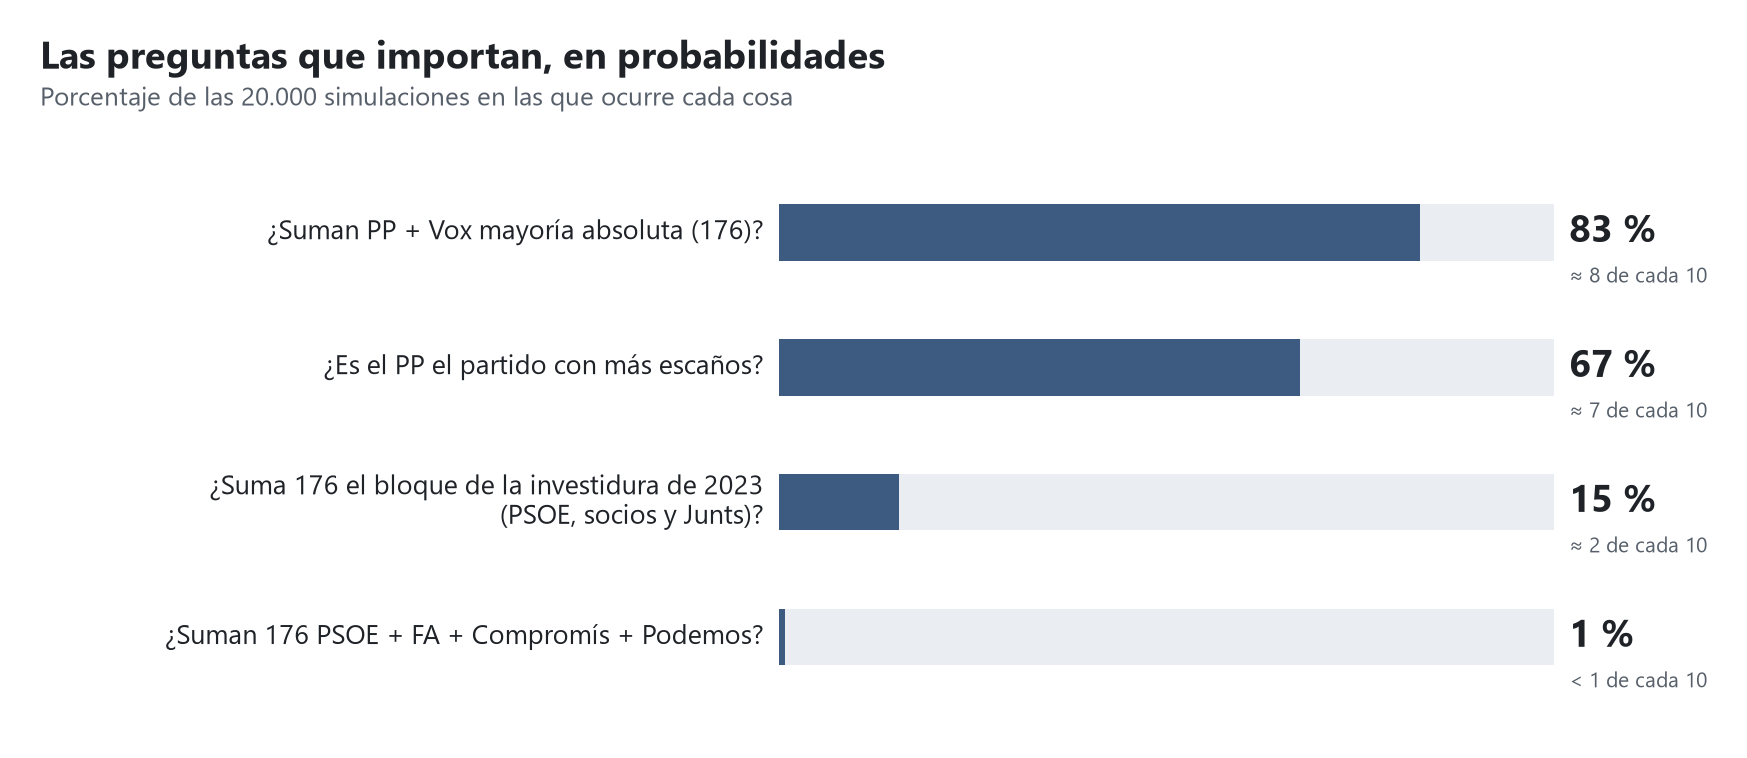 Las preguntas que importan, en probabilidades
Porcentaje de las 20.000 simulaciones en las que ocurre cada cosa
¿Suman PP + Vox mayoría absoluta (176)?
83 %
≈ 8 de cada 10
¿Es el PP el partido con más escaños?
67 %
≈ 7 de cada 10
¿Suma 176 el bloque de la investidura de 2023
(PSOE, socios y Junts)?
15 %
≈ 2 de cada 10
¿Suman 176 PSOE + FA + Compromís + Podemos?
1 %
< 1 de cada 10